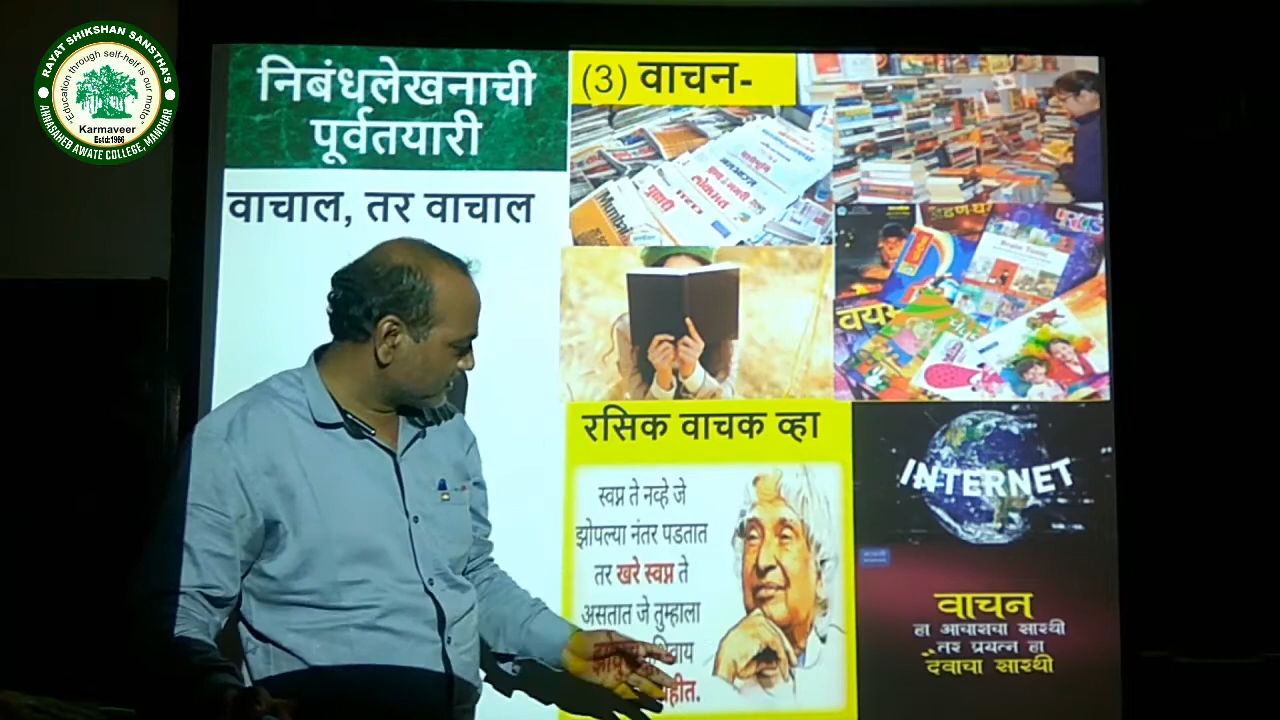 RAYAT SHIKSHAN SANSTHA'S
"Education through self-help is our motto"
Karmaveer
Estd:1966
ANNASAHEB AWATE COLLEGE, MANCHAR
निबंधलेखनाची
पूर्वतयारी
वाचाल, तर वाचाल
(3) वाचन-
पुढारी
लोकसत्ता
रसिक वाचक व्हा
स्वप्न ते नव्हे जे
झोपल्या नंतर पडतात
तर खरे स्वप्न ते
असतात जे तुम्हाला
INTERNET
वाचन
हा आचाराचा सारथी
तर प्रयत्न हा
दैवाचा सारथी